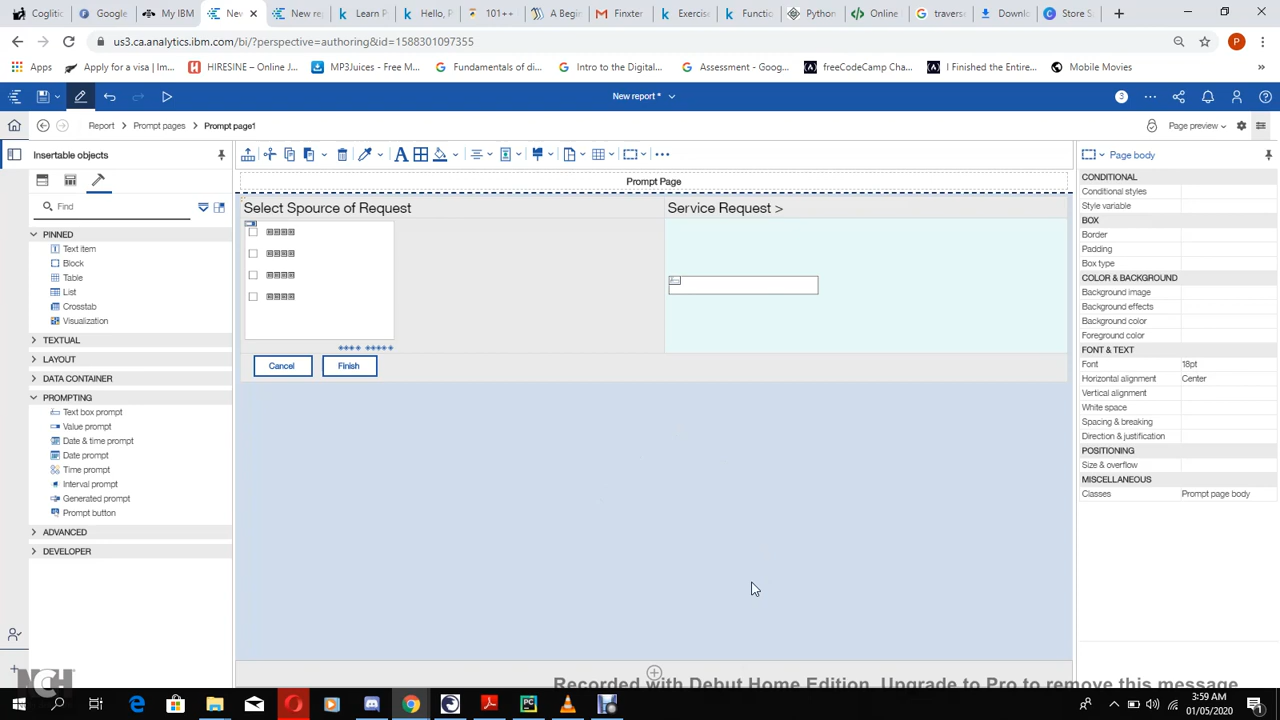 Coglitic
Google
My IBM
Nev
New rep
Learn P
Hello, P
101++
A Begin
Finxter
Exercise
Functio
Python
Online
travers
Downlo
Store S
us3.ca.analytics.ibm.com/bi/?perspective=authoring&id=1588301097355
P
Apps
Apply for a visa | Im...
HIRESINE – Online J...
MP3Juices - Free M...
Fundamentals of di...
Intro to the Digital...
Assessment - Goog...
freeCodeCamp Cha...
I Finished the Entire...
Mobile Movies
New report *
3
Report
Prompt pages
Prompt page1
Page preview
Insertable objects
Page body
Find
Prompt Page
PINNED
Text item
Block
Table
List
Crosstab
Visualization
TEXTUAL
LAYOUT
DATA CONTAINER
PROMPTING
Text box prompt
Value prompt
Date & time prompt
Date prompt
Time prompt
Interval prompt
Generated prompt
Prompt button
ADVANCED
DEVELOPER
Select Spource of Request
Service Request >
Cancel
Finish
CONDITIONAL
Conditional styles
Style variable
BOX
Border
Padding
Box type
COLOR & BACKGROUND
Background image
Background effects
Background color
Foreground color
FONT & TEXT
Font 18pt
Horizontal alignment Center
Vertical alignment
White space
Spacing & breaking
Direction & justification
POSITIONING
Size & overflow
MISCELLANEOUS
Classes Prompt page body
NCH
Recorded with Debut Home Edition. Upgrade to Pro to remove this message
3:59 AM
01/05/2020